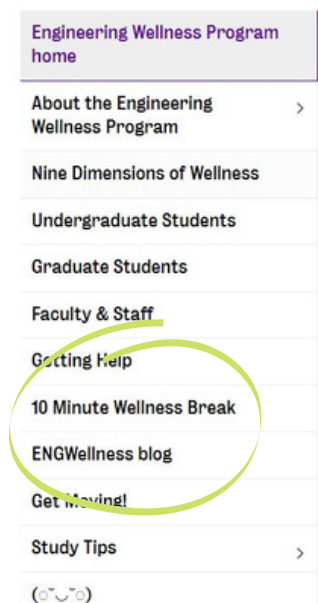 Engineering Wellness Program
home
About the Engineering
Wellness Program
Nine Dimensions of Wellness
Undergraduate Students
Graduate Students
Faculty & Staff
Getting Help
10 Minute Wellness Break
ENGWellness blog
Get Moving!
Study Tips
(○˘◡˘○)